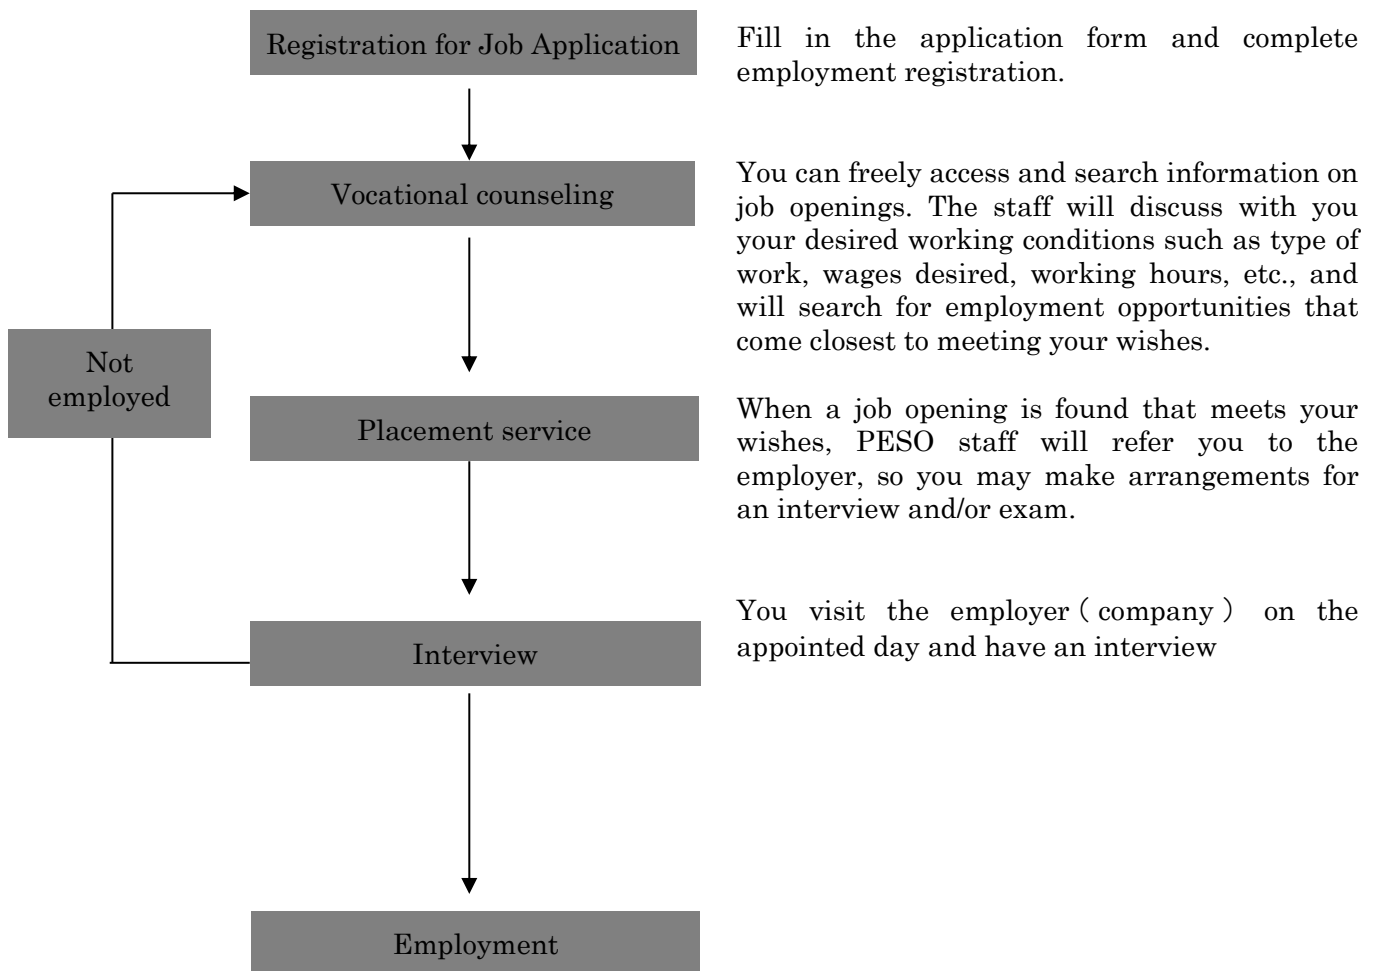 Registration for Job Application
Fill in the application form and complete
employment registration.
Vocational counseling
You can freely access and search information on
job openings. The staff will discuss with you
your desired working conditions such as type of
work, wages desired, working hours, etc., and
will search for employment opportunities that
come closest to meeting your wishes.
Not
employed
Placement service
When a job opening is found that meets your
wishes, PESO staff will refer you to the
employer, so you may make arrangements for
an interview and/or exam.
Interview
You visit the employer（company） on the
appointed day and have an interview
Employment